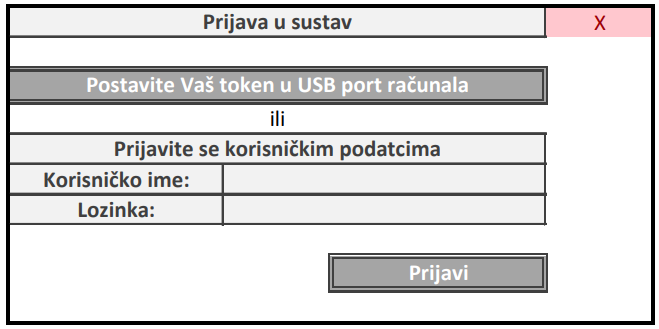 Prijava u sustav X
Postavite Vaš token u USB port računala
ili
Prijavite se korisničkim podatcima
Korisničko ime:
Lozinka:
Prijavi